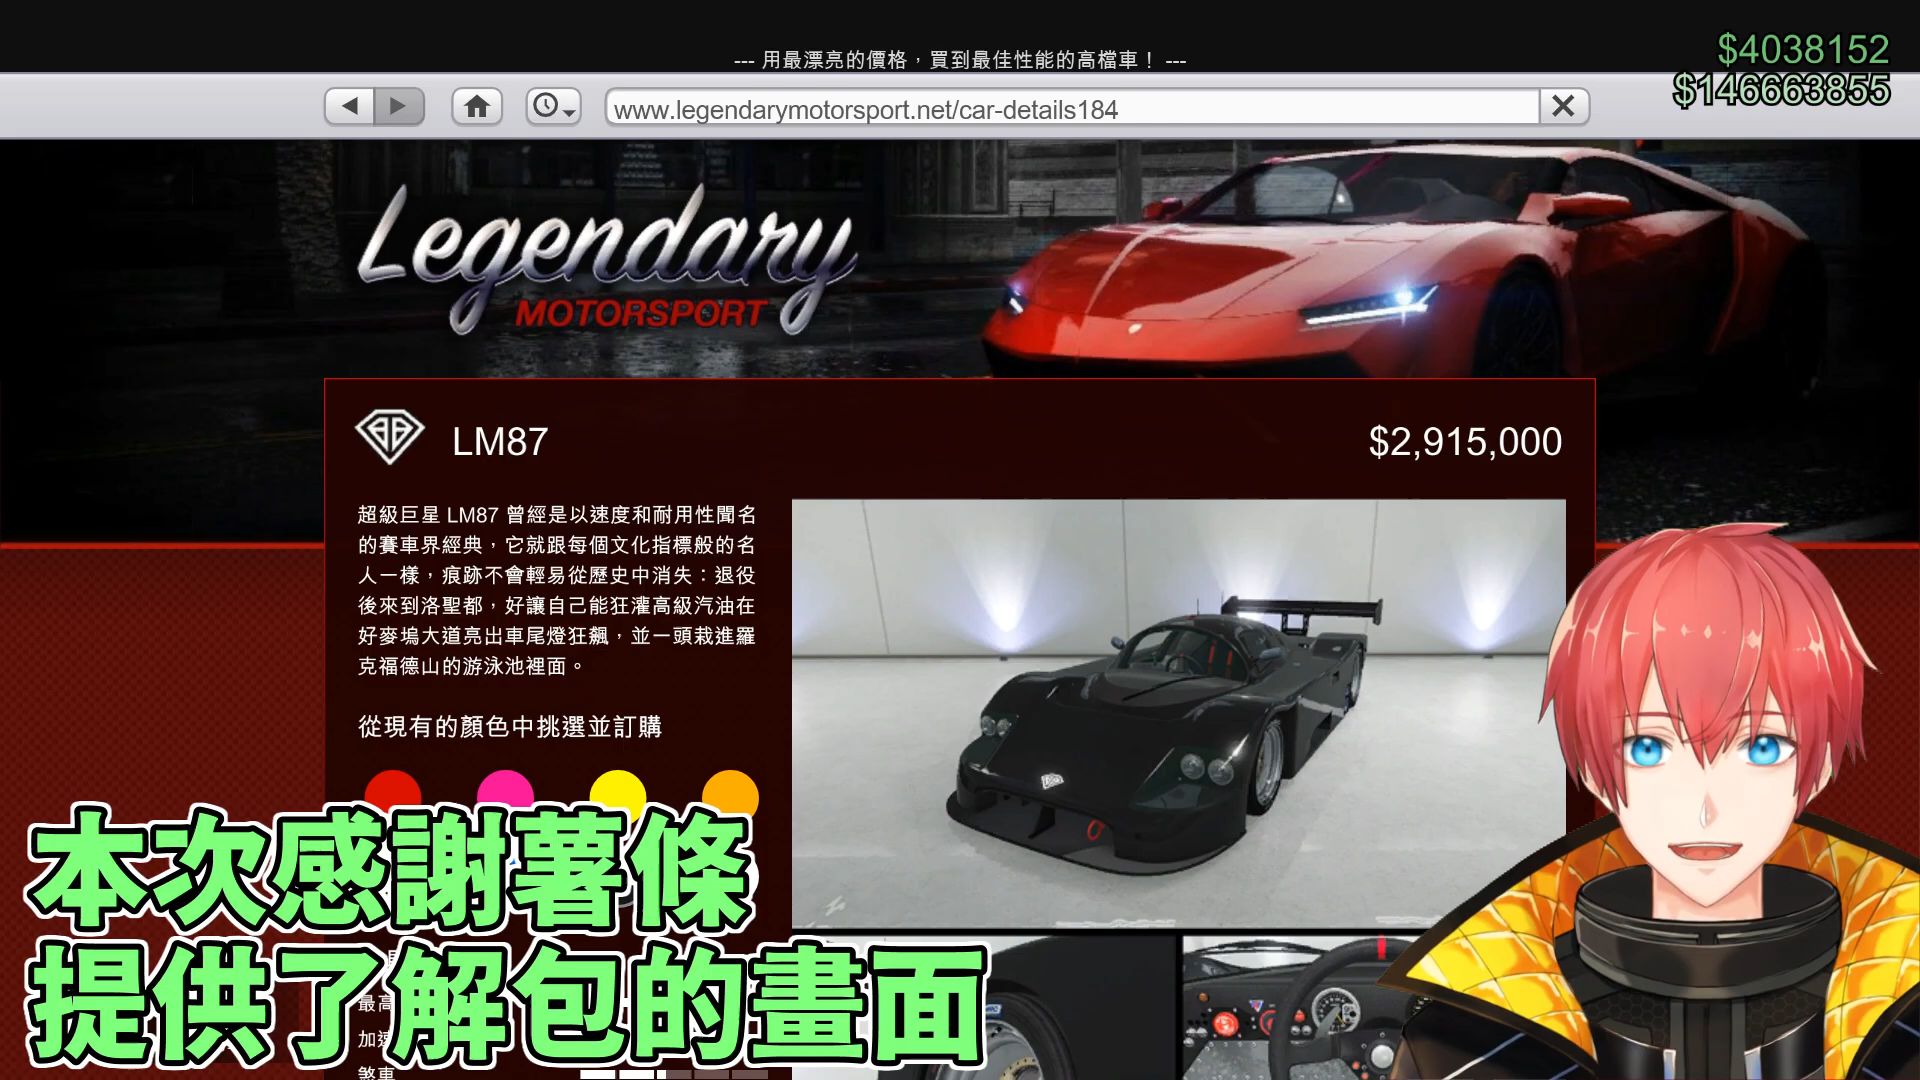 --- 用最漂亮的價格，買到最佳性能的高檔車！ ---
$4038152
$146663855
www.legendarymotorsport.net/car-details184
Legendary
MOTORSPORT
LM87
$2,915,000
超級巨星 LM87 曾經是以速度和耐用性聞名
的賽車界經典，它就跟每個文化指標般的名
人一樣，痕跡不會輕易從歷史中消失：退役
後來到洛聖都，好讓自己能狂灌高級汽油在
好麥塢大道亮出車尾燈狂飆，並一頭栽進羅
克福德山的游泳池裡面。
從現有的顏色中挑選並訂購
本次感謝薯條
提供了解包的畫面
最高
加速
煞車